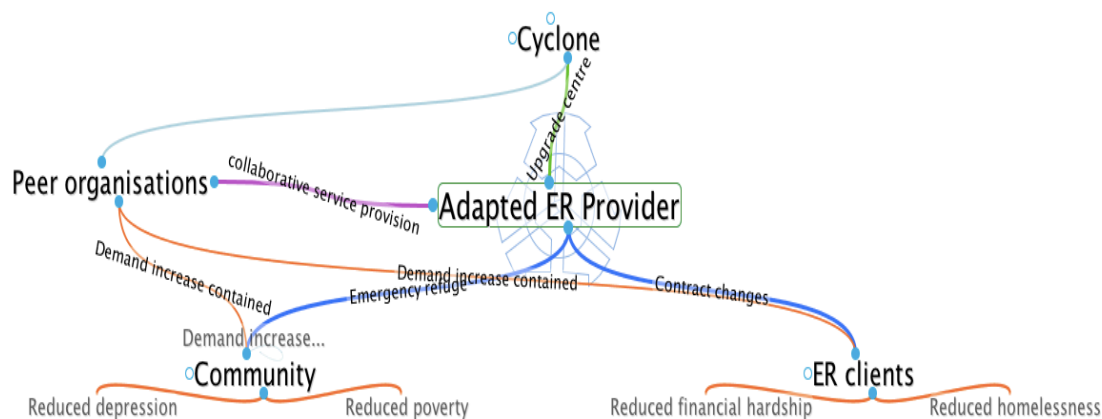 Cyclone
Upgrade centre
Peer organisations
collaborative service provision
Adapted ER Provider
Demand increase contained
Demand increase contained
Emergency refuge
Contract changes
Demand increase...
Community
ER clients
Reduced depression
Reduced poverty
Reduced financial hardship
Reduced homelessness